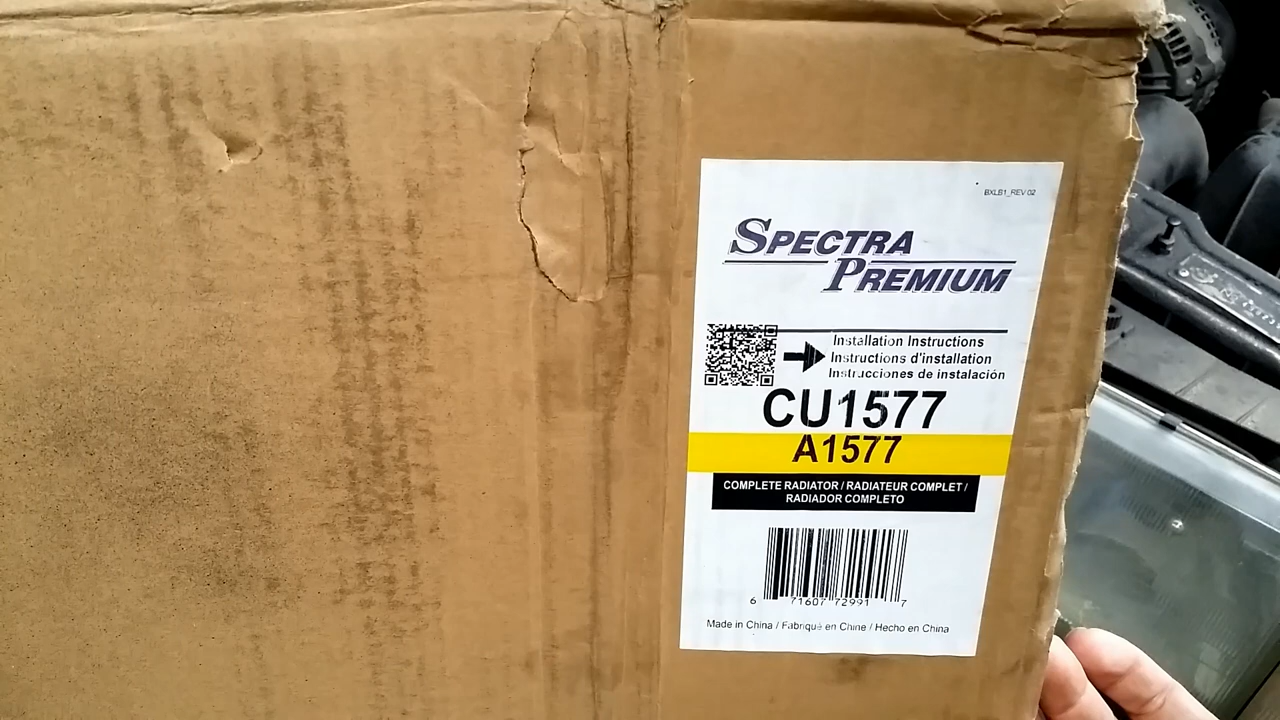 BXLB1_REV 02
SPECTRA
PREMIUM
Installation Instructions
Instructions d'installation
Instrucciones de instalación
CU1577
A1577
COMPLETE RADIATOR / RADIATEUR COMPLET /
RADIADOR COMPLETO
6 71607 72991 7
Made in China / Fabriqué en Chine / Hecho en China